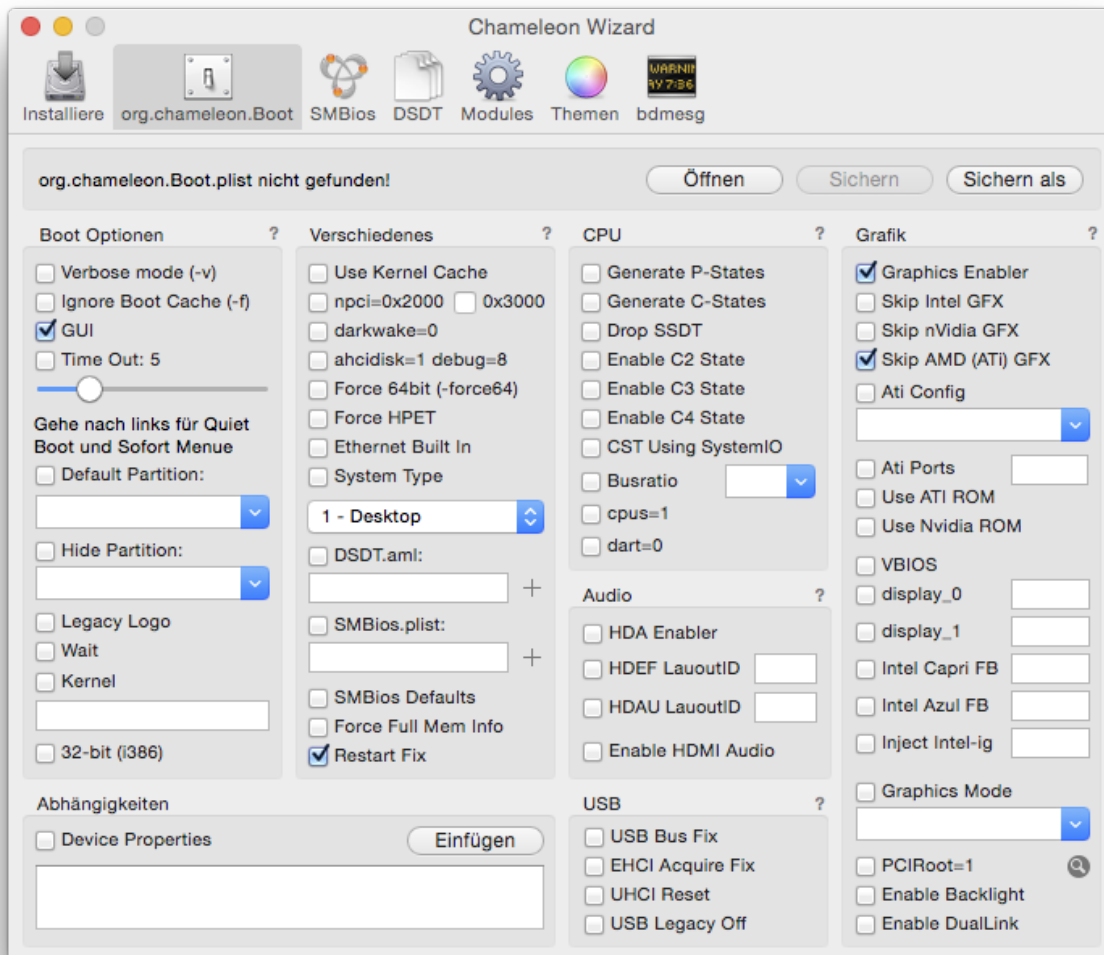 Chameleon Wizard
Installiere
org.chameleon.Boot
SMBios
DSDT
Modules
Themen
bdmesg
WARNIN
AY 7:36
org.chameleon.Boot.plist nicht gefunden!
Öffnen
Sichern
Sichern als
Boot Optionen ?
Verbose mode (-v)
Ignore Boot Cache (-f)
GUI
Time Out: 5
Gehe nach links für Quiet
Boot und Sofort Menue
Default Partition:
Hide Partition:
Legacy Logo
Wait
Kernel
32-bit (i386)
Verschiedenes ?
Use Kernel Cache
npci=0x2000 0x3000
darkwake=0
ahcidisk=1 debug=8
Force 64bit (-force64)
Force HPET
Ethernet Built In
System Type
1 - Desktop
DSDT.aml:
SMBios.plist:
SMBios Defaults
Force Full Mem Info
Restart Fix
CPU ?
Generate P-States
Generate C-States
Drop SSDT
Enable C2 State
Enable C3 State
Enable C4 State
CST Using SystemIO
Busratio
cpus=1
dart=0
Audio ?
HDA Enabler
HDEF LauoutID
HDAU LauoutID
Enable HDMI Audio
Grafik ?
Graphics Enabler
Skip Intel GFX
Skip nVidia GFX
Skip AMD (ATi) GFX
Ati Config
Ati Ports
Use ATI ROM
Use Nvidia ROM
VBIOS
display_0
display_1
Intel Capri FB
Intel Azul FB
Inject Intel-ig
Graphics Mode
PCIRoot=1
Enable Backlight
Enable DualLink
Abhängigkeiten
Device Properties
Einfügen
USB ?
USB Bus Fix
EHCI Acquire Fix
UHCI Reset
USB Legacy Off